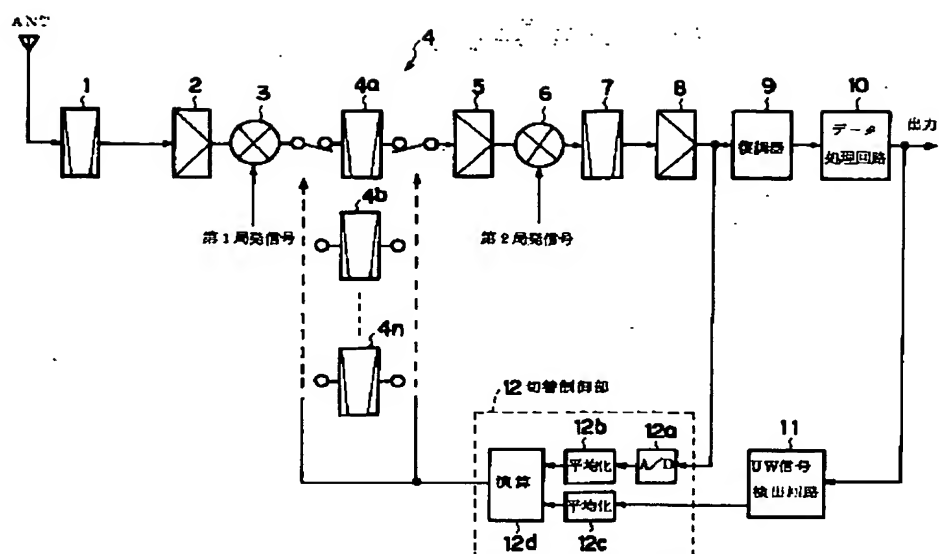 ANT
4
1
2
3
4a
5
6
7
8
9
10
復調器
データ
処理回路
出力
4b
第1局発信号
第2局発信号
4n
12 切替制御部
12b
12a
11
演算
平均化
A/D
UW信号
検出回路
平均化
12d
12c